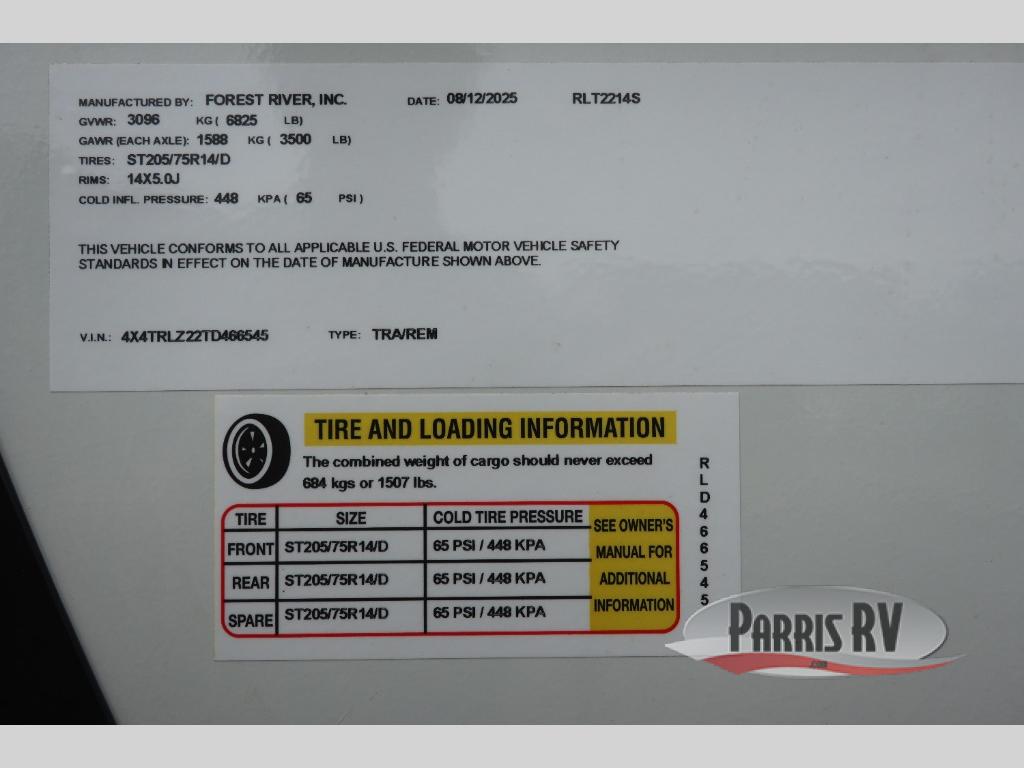 MANUFACTURED BY: FOREST RIVER, INC. DATE: 08/12/2025 RLT2214S
GVWR: 3096 KG ( 6825 LB)
GAWR (EACH AXLE): 1588 KG ( 3500 LB)
TIRES: ST205/75R14/D
RIMS: 14X5.0J
COLD INFL. PRESSURE: 448 KPA ( 65 PSI )
THIS VEHICLE CONFORMS TO ALL APPLICABLE U.S. FEDERAL MOTOR VEHICLE SAFETY
STANDARDS IN EFFECT ON THE DATE OF MANUFACTURE SHOWN ABOVE.
V.I.N.: 4X4TRLZ22TD466545 TYPE: TRA/REM
TIRE AND LOADING INFORMATION
The combined weight of cargo should never exceed
684 kgs or 1507 lbs.
TIRE SIZE COLD TIRE PRESSURE
FRONT ST205/75R14/D 65 PSI / 448 KPA
REAR ST205/75R14/D 65 PSI / 448 KPA
SPARE ST205/75R14/D 65 PSI / 448 KPA
SEE OWNER'S
MANUAL FOR
ADDITIONAL
INFORMATION
RLD466545
PARRIS RV
.com